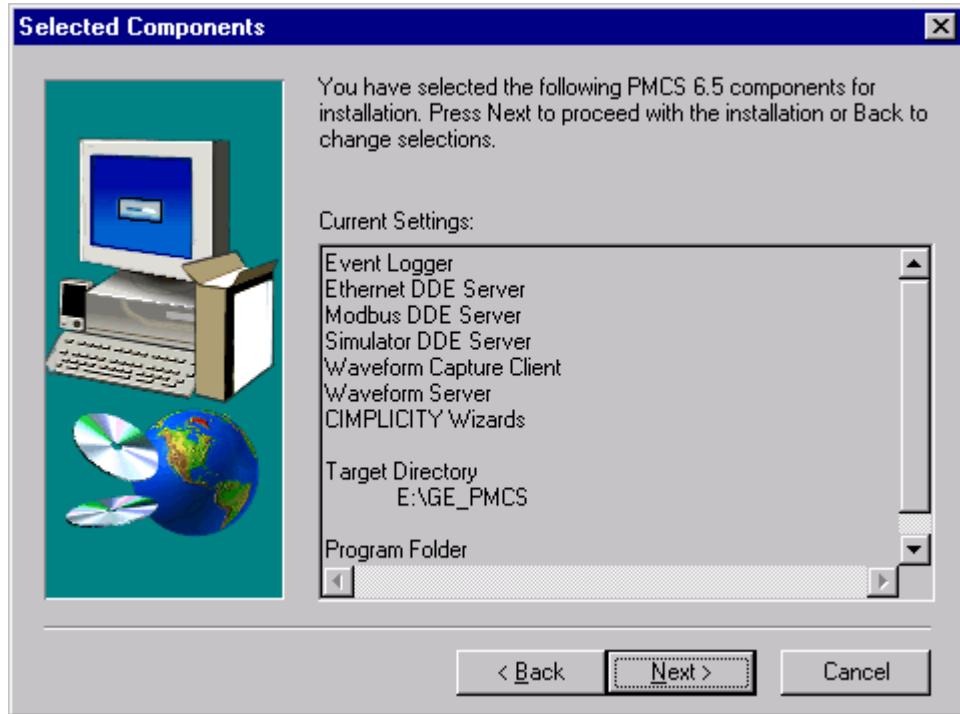 Selected Components
You have selected the following PMCS 6.5 components for
installation. Press Next to proceed with the installation or Back to
change selections.
Current Settings:
Event Logger
Ethernet DDE Server
Modbus DDE Server
Simulator DDE Server
Waveform Capture Client
Waveform Server
CIMPLICITY Wizards
Target Directory
E:\GE_PMCS
Program Folder
< Back
Next >
Cancel